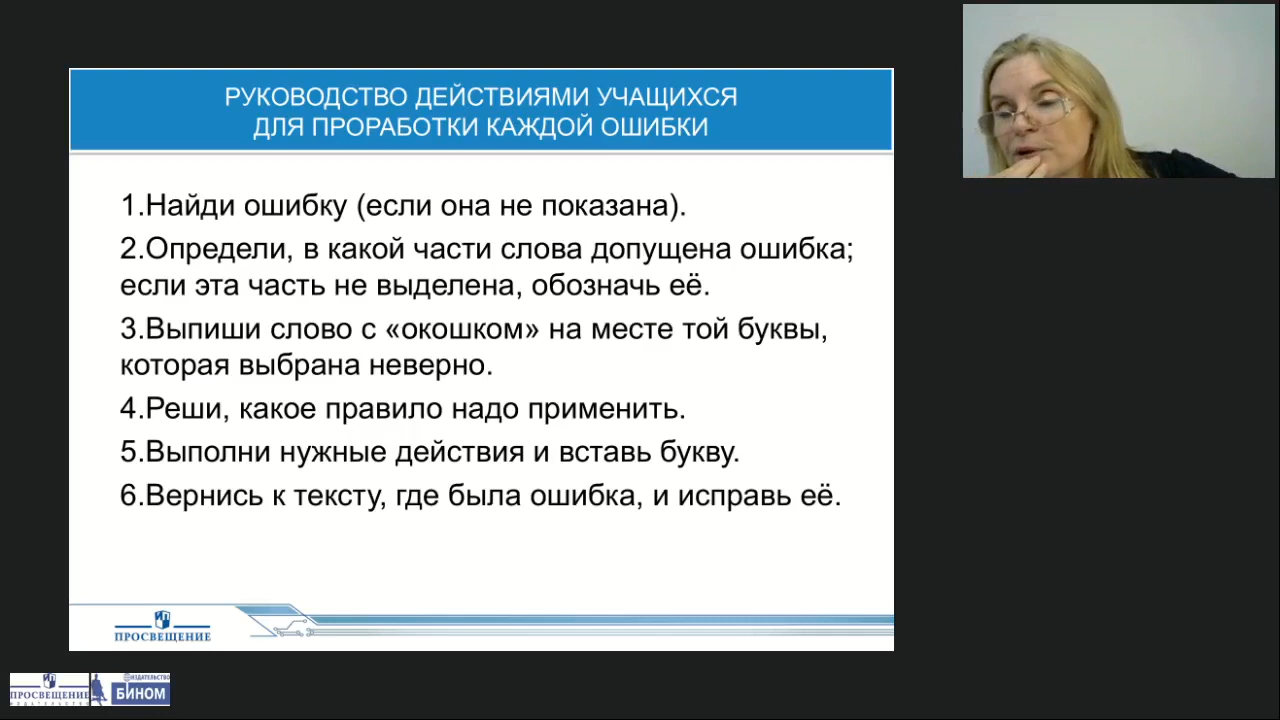 РУКОВОДСТВО ДЕЙСТВИЯМИ УЧАЩИХСЯ
ДЛЯ ПРОРАБОТКИ КАЖДОЙ ОШИБКИ
1.Найди ошибку (если она не показана).
2.Определи, в какой части слова допущена ошибка;
если эта часть не выделена, обозначь её.
3.Выпиши слово с «окошком» на месте той буквы,
которая выбрана неверно.
4.Реши, какое правило надо применить.
5.Выполни нужные действия и вставь букву.
6.Вернись к тексту, где была ошибка, и исправь её.
ПРОСВЕЩЕНИЕ
ПРОСВЕЩЕНИЕ
ИЗДАТЕЛЬСТВО
ИЗДАТЕЛЬСТВО
БИНОМ